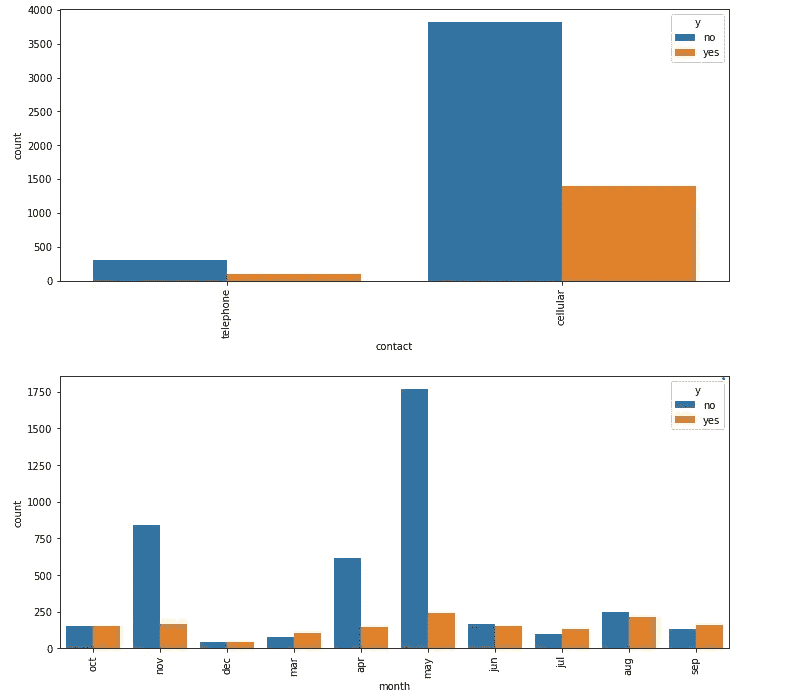 4000
3500
3000
2500
2000
1500
1000
500
0
count
y
no
yes
telephone
cellular
contact
1750
1500
1250
1000
750
500
250
0
count
y
no
yes
oct
nov
dec
mar
apr
may
jun
jul
aug
sep
month